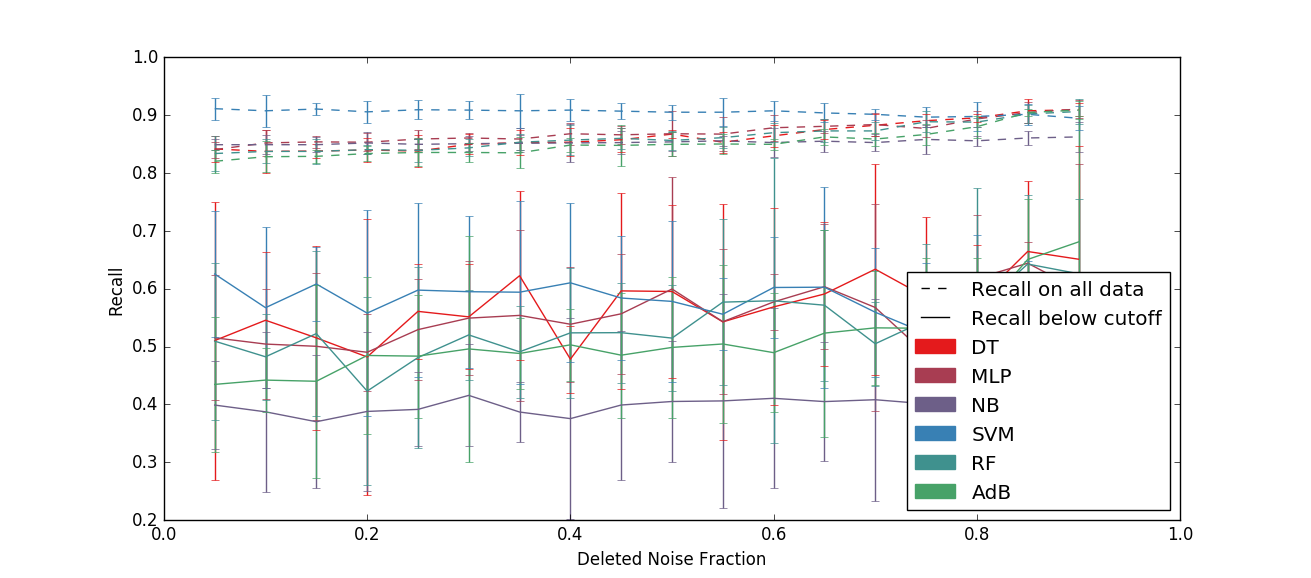 1.0
0.9
0.8
0.7
0.6
0.5
0.4
0.3
0.2
Recall
Recall on all data
Recall below cutoff
DT
MLP
NB
SVM
RF
AdB
0.0 0.2 0.4 0.6 0.8 1.0
Deleted Noise Fraction